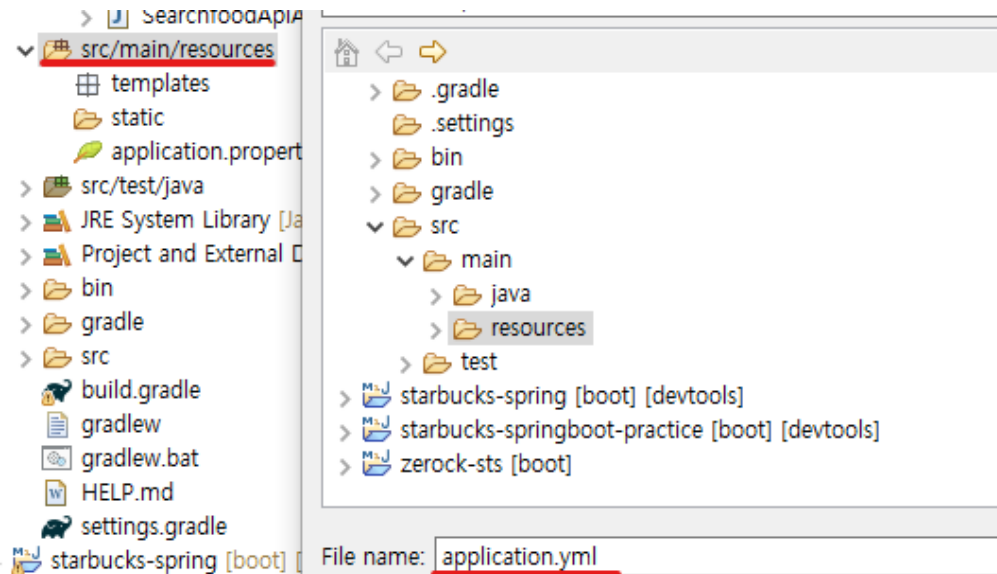 SearchfoodApiA
src/main/resources
templates
static
application.propert
src/test/java
JRE System Library [Ja
Project and External D
bin
gradle
src
build.gradle
gradlew
gradlew.bat
HELP.md
settings.gradle
starbucks-spring [boot] [
.gradle
.settings
bin
gradle
src
main
java
resources
test
starbucks-spring [boot] [devtools]
starbucks-springboot-practice [boot] [devtools]
zerock-sts [boot]
File name: application.yml